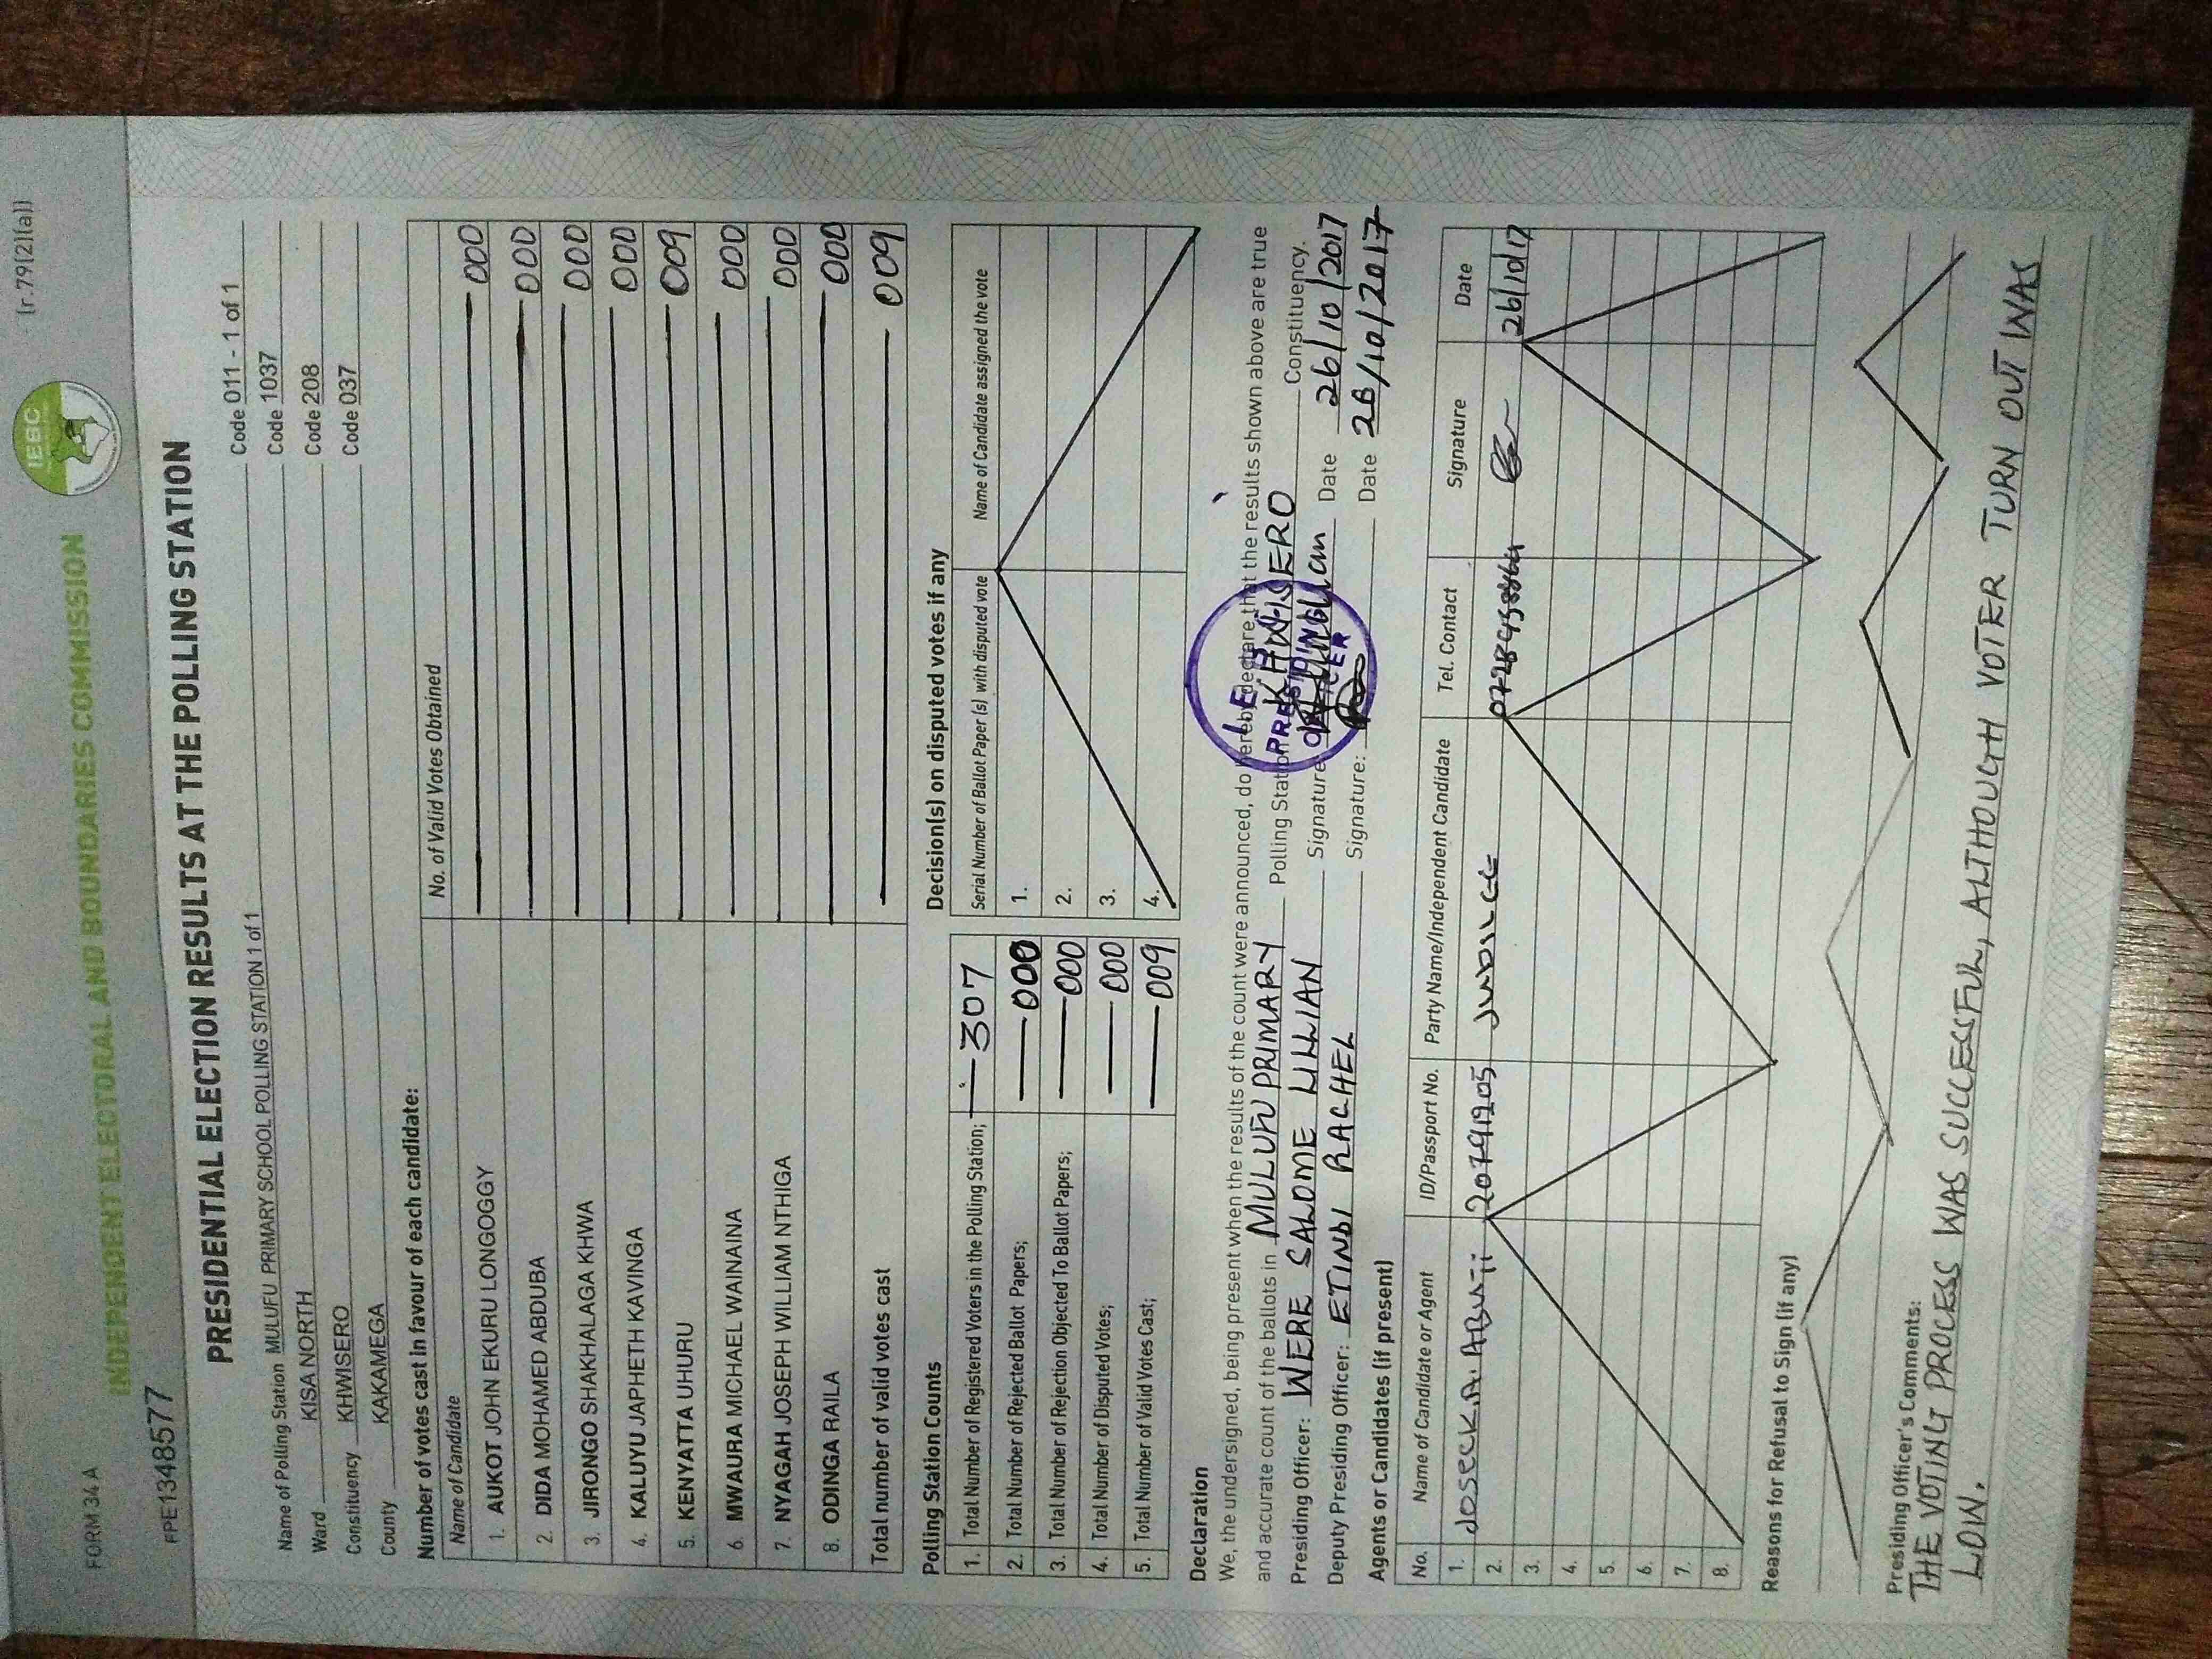 FORM 34 A (r.79(2)(a))
IEBC
INDEPENDENT ELECTORAL AND BOUNDARIES COMMISSION
FPE1348577
PRESIDENTIAL ELECTION RESULTS AT THE POLLING STATION
Name of Polling Station MULUFU PRIMARY SCHOOL POLLING STATION 1 of 1 Code 011 - 1 of 1
Ward KISA NORTH Code 1037
Constituency KHWISERO Code 208
County KAKAMEGA Code 037
Number of votes cast in favour of each candidate:
Name of Candidate No. of Valid Votes Obtained
1. AUKOT JOHN EKURU LONGOGGY 000
2. DIDA MOHAMED ABDUBA 000
3. JIRONGO SHAKHALAGA KHWA 000
4. KALUYU JAPHETH KAVINGA 000
5. KENYATTA UHURU 009
6. MWAURA MICHAEL WAINAINA 000
7. NYAGAH JOSEPH WILLIAM NTHIGA 000
8. ODINGA RAILA 000
Total number of valid votes cast 009
Polling Station Counts
1. Total Number of Registered Voters in the Polling Station; 307
2. Total Number of Rejected Ballot Papers; 000
3. Total Number of Rejection Objected To Ballot Papers; 000
4. Total Number of Disputed Votes; 000
5. Total Number of Valid Votes Cast; 009
Decision(s) on disputed votes if any
Serial Number of Ballot Paper (s) with disputed vote Name of Candidate assigned the vote
1.
2.
3.
4.
Declaration
We, the undersigned, being present when the results of the count were announced, do hereby declare that the results shown above are true
and accurate count of the ballots in MULUFU PRIMARY Polling Station KHWISERO Constituency.
Presiding Officer: WERE SALOME LILLIAN Signature: Date 26/10/2017
Deputy Presiding Officer: ETINDI RACHEL Signature: Date 26/10/2017
PRESIDING
OFFICER
Agents or Candidates (if present)
No. Name of Candidate or Agent ID/Passport No. Party Name/Independent Candidate Tel. Contact Signature Date
1. JOSECK.A. 20791205 JUBILEE 26/10/17
2.
3.
4.
5.
6.
7.
8.
Reasons for Refusal to Sign (if any)
Presiding Officer's Comments:
THE VOTING PROCESS WAS SUCCESSFUL, ALTHOUGH VOTER TURN OUT WAS
LOW.